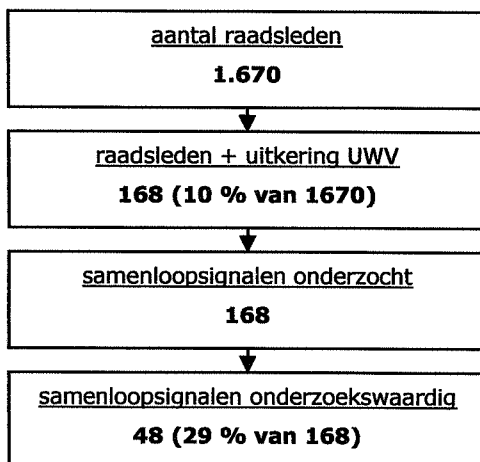 aantal raadsleden
1.670
raadsleden + uitkering UWV
168 (10 % van 1670)
samenloopsignalen onderzocht
168
samenloopsignalen onderzoekswaardig
48 (29 % van 168)